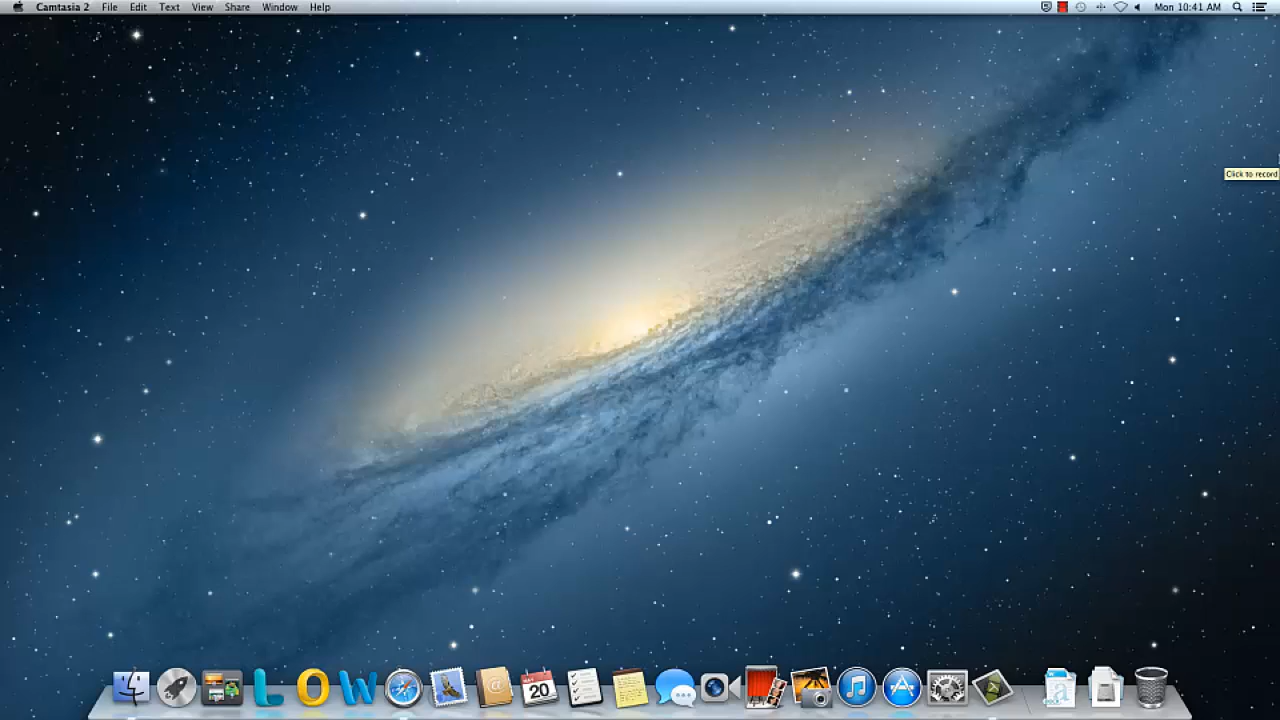 Camtasia 2 File Edit Text View Share Window Help Mon 10:41 AM
Click to record
L O W @ 20